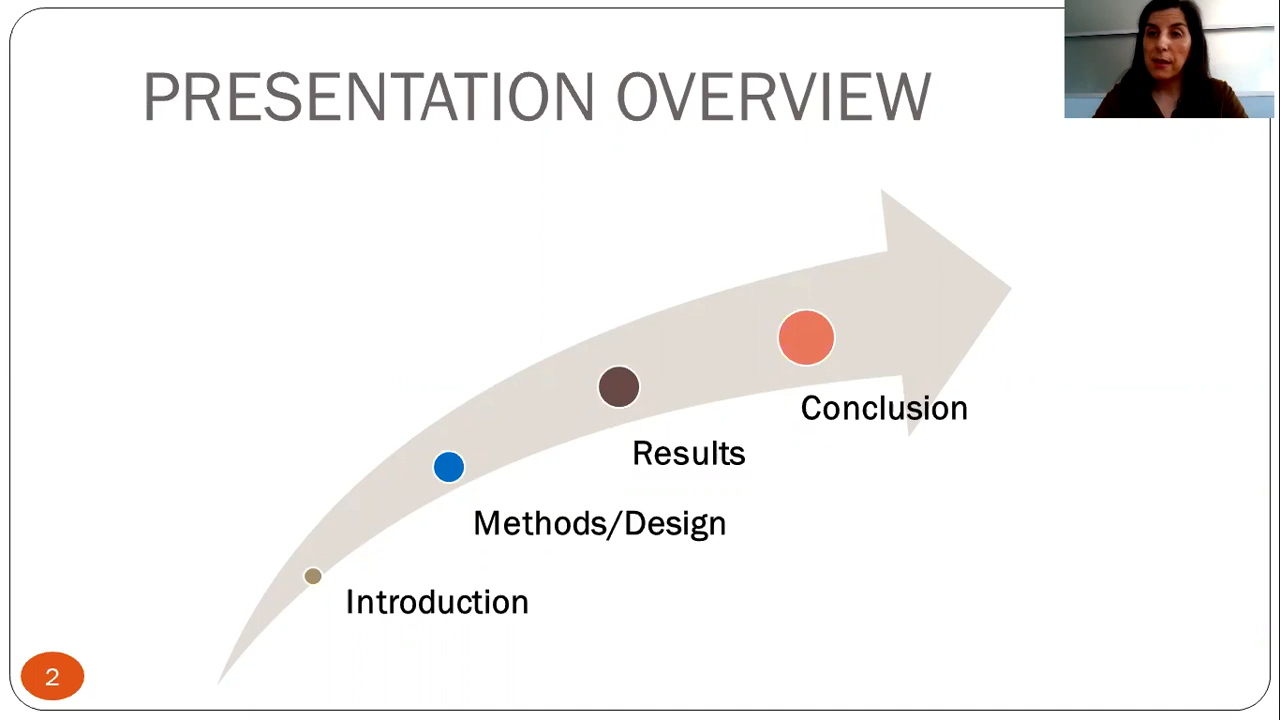 PRESENTATION OVERVIEW
Conclusion
Results
Methods/Design
Introduction
2